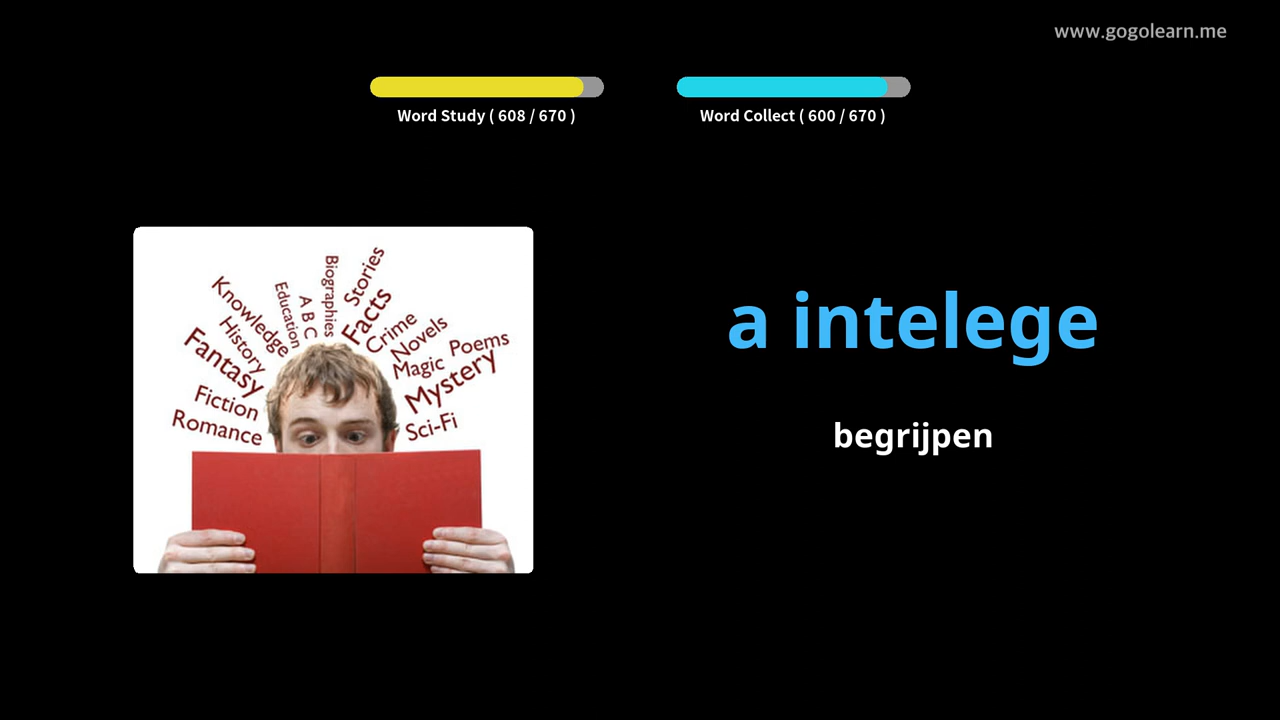 www.gogolearn.me
Word Study ( 608 / 670 )
Word Collect ( 600 / 670 )
Biographies
Stories
Education
A B C
Facts
Knowledge
Crime
History
Novels
Fantasy
Magic
Poems
Mystery
Fiction
Romance
Sci-Fi
a intelege
begrijpen